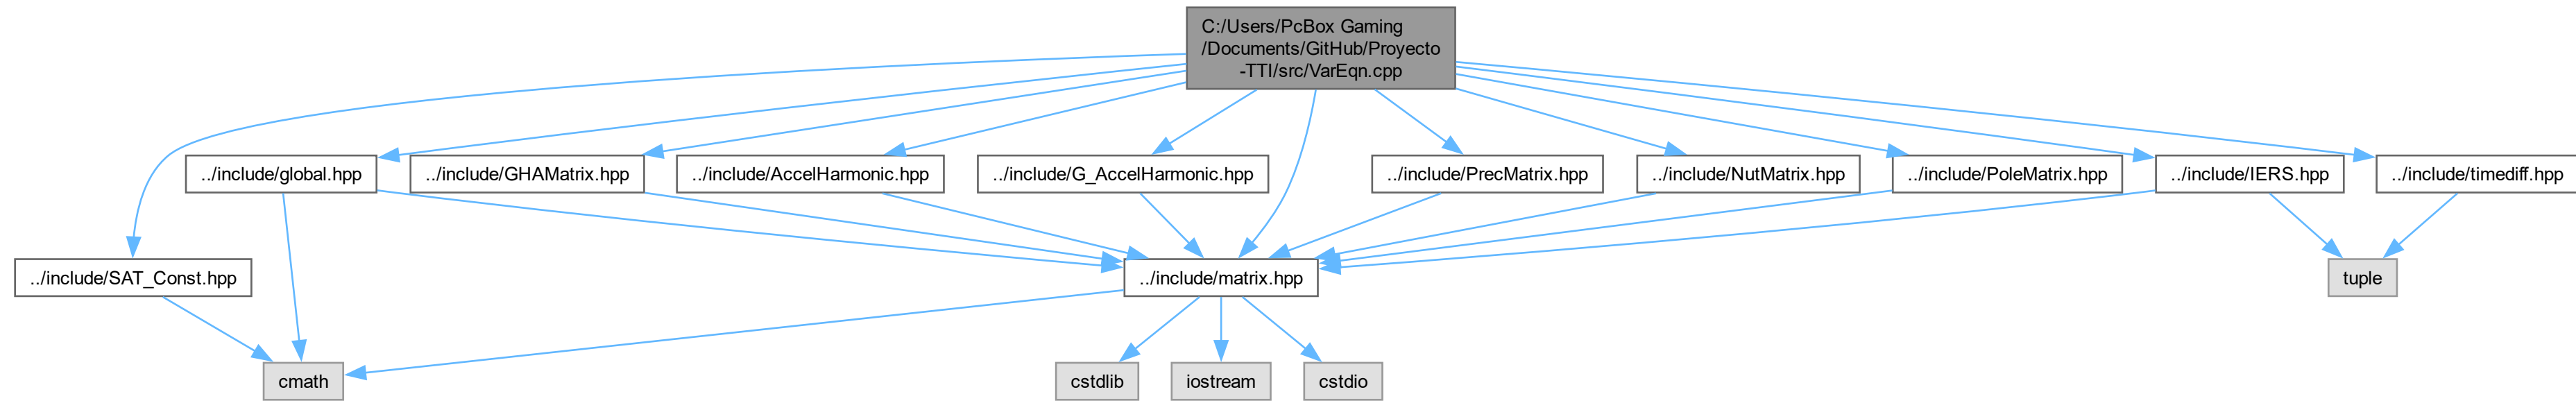 C:/Users/PcBox Gaming
/Documents/GitHub/Proyecto
-TTI/src/VarEqn.cpp
../include/global.hpp
../include/GHAMatrix.hpp
../include/AccelHarmonic.hpp
../include/G_AccelHarmonic.hpp
../include/PrecMatrix.hpp
../include/NutMatrix.hpp
../include/PoleMatrix.hpp
../include/IERS.hpp
../include/timediff.hpp
../include/SAT_Const.hpp
../include/matrix.hpp
tuple
cmath
cstdlib
iostream
cstdio